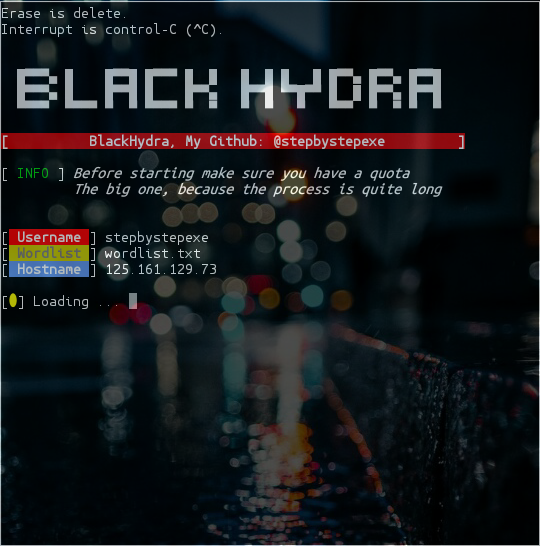 Erase is delete.
Interrupt is control-C (^C).
BLACK HYDRA
[ BlackHydra, My Github: @stepbystepexe ]
[ INFO ] Before starting make sure you have a quota
The big one, because the process is quite long
[ Username ] stepbystepexe
[ Wordlist ] wordlist.txt
[ Hostname ] 125.161.129.73
[●] Loading ...